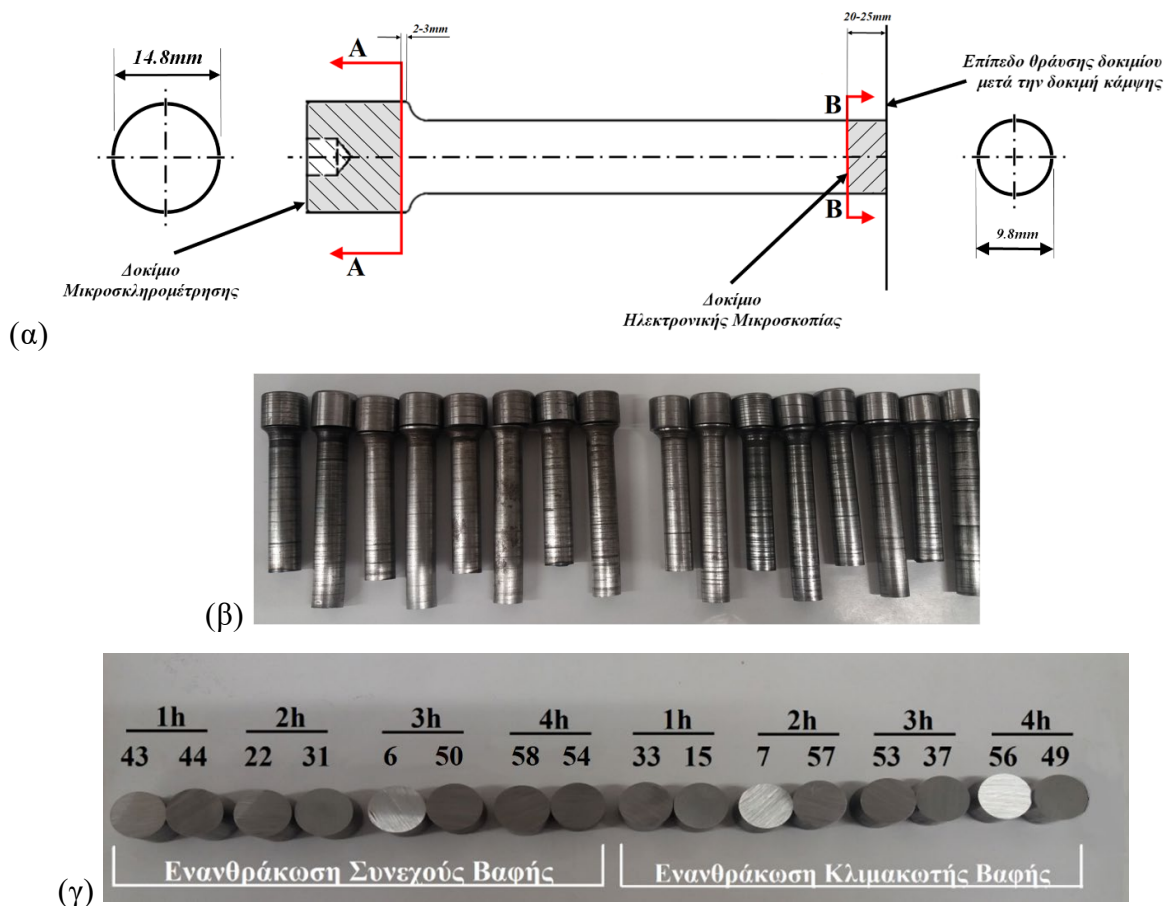 2-3mm
20-25mm
14.8mm
A
Επίπεδο θράυσης δοκιμίου
μετά την δοκιμή κάμψης
B
B
A
9.8mm
Δοκίμιο
Μικροσκληρομέτρησης
Δοκίμιο
Ηλεκτρονικής Μικροσκοπίας
(α)
(β)
1h 2h 3h 4h 1h 2h 3h 4h
43 44 22 31 6 50 58 54 33 15 7 57 53 37 56 49
Ενανθράκωση Συνεχούς Βαφής Ενανθράκωση Κλιμακωτής Βαφής
(γ)